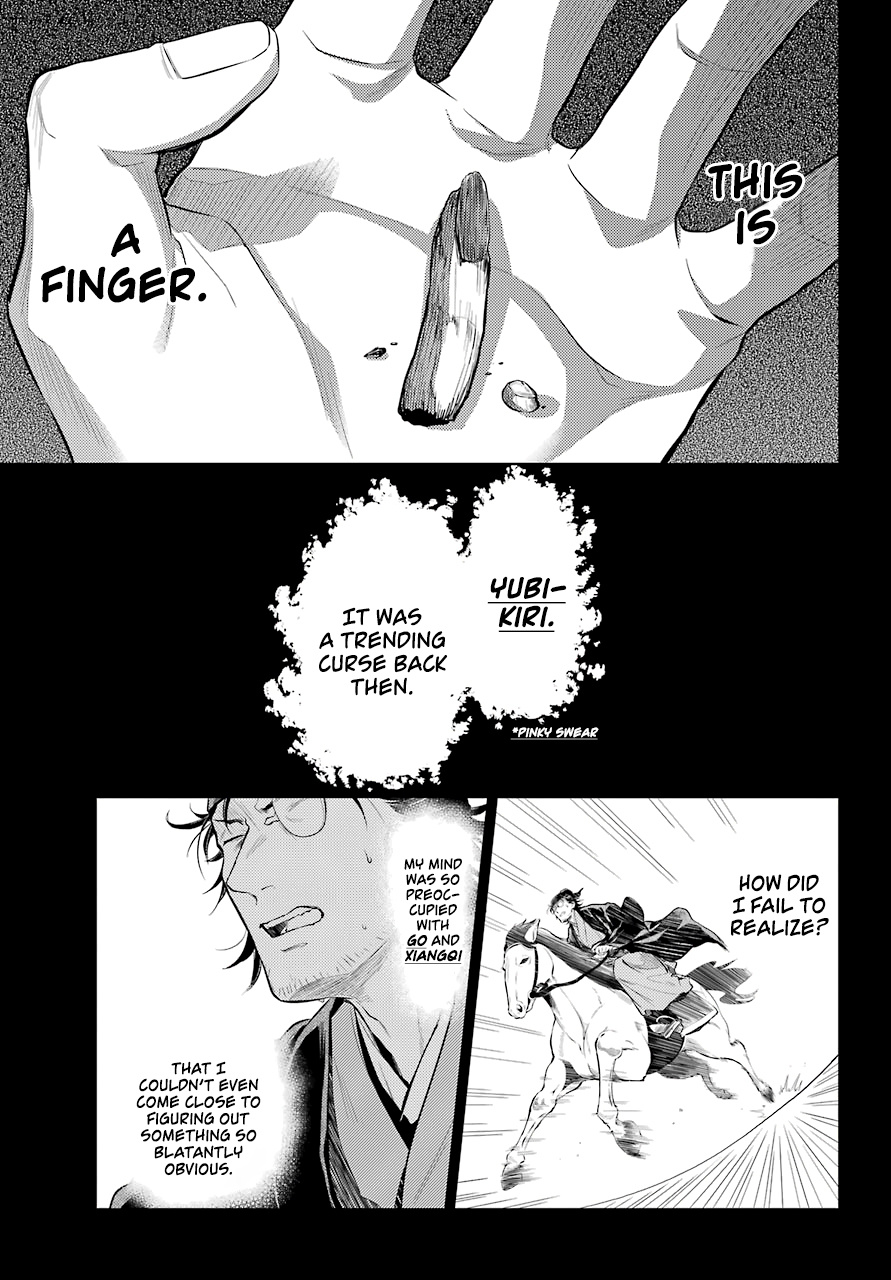 THIS
IS
A
FINGER.
YUBI-
KIRI.
*PINKY SWEAR
IT WAS
A TRENDING
CURSE BACK
THEN.
HOW DID
I FAIL TO
REALIZE?
MY MIND
WAS SO
PREOC-
CUPIED
WITH
GO AND
XIANGQI
THAT I
COULDN'T EVEN
COME CLOSE TO
FIGURING OUT
SOMETHING SO
BLATANTLY
OBVIOUS.